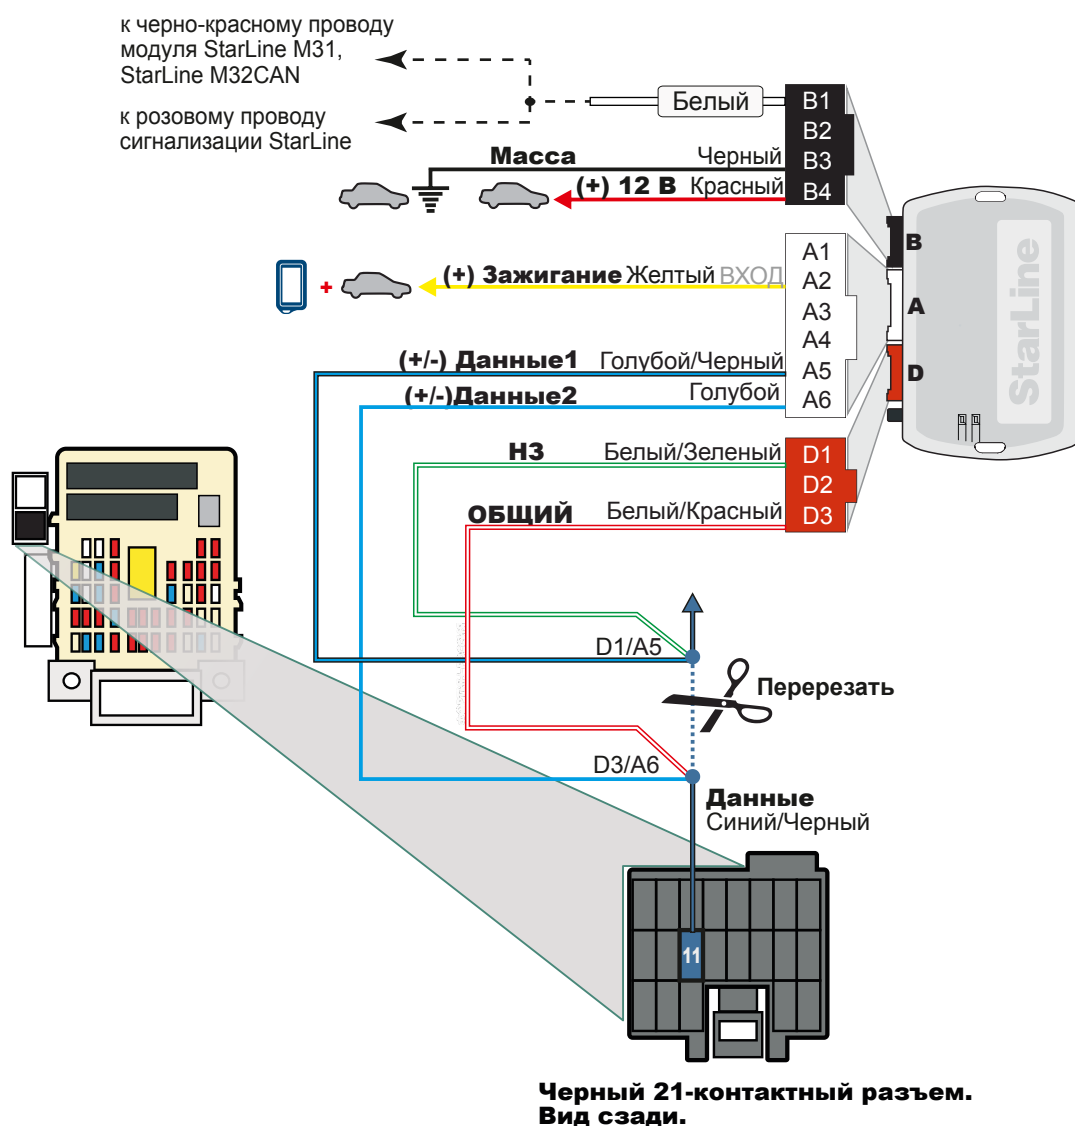 к черно-красному проводу
модуля StarLine M31,
StarLine M32CAN
к розовому проводу
сигнализации StarLine
Белый
B1
B2
Масса Черный B3
(+) 12 В Красный B4
A1
(+) Зажигание Желтый ВХОД A2
A3
A4
(+/-) Данные1 Голубой/Черный A5
(+/-)Данные2 Голубой A6
НЗ Белый/Зеленый D1
D2
ОБЩИЙ Белый/Красный D3
B
A
D
StarLine
+
D1/A5
Перерезать
D3/A6
Данные
Синий/Черный
11
Черный 21-контактный разъем.
Вид сзади.